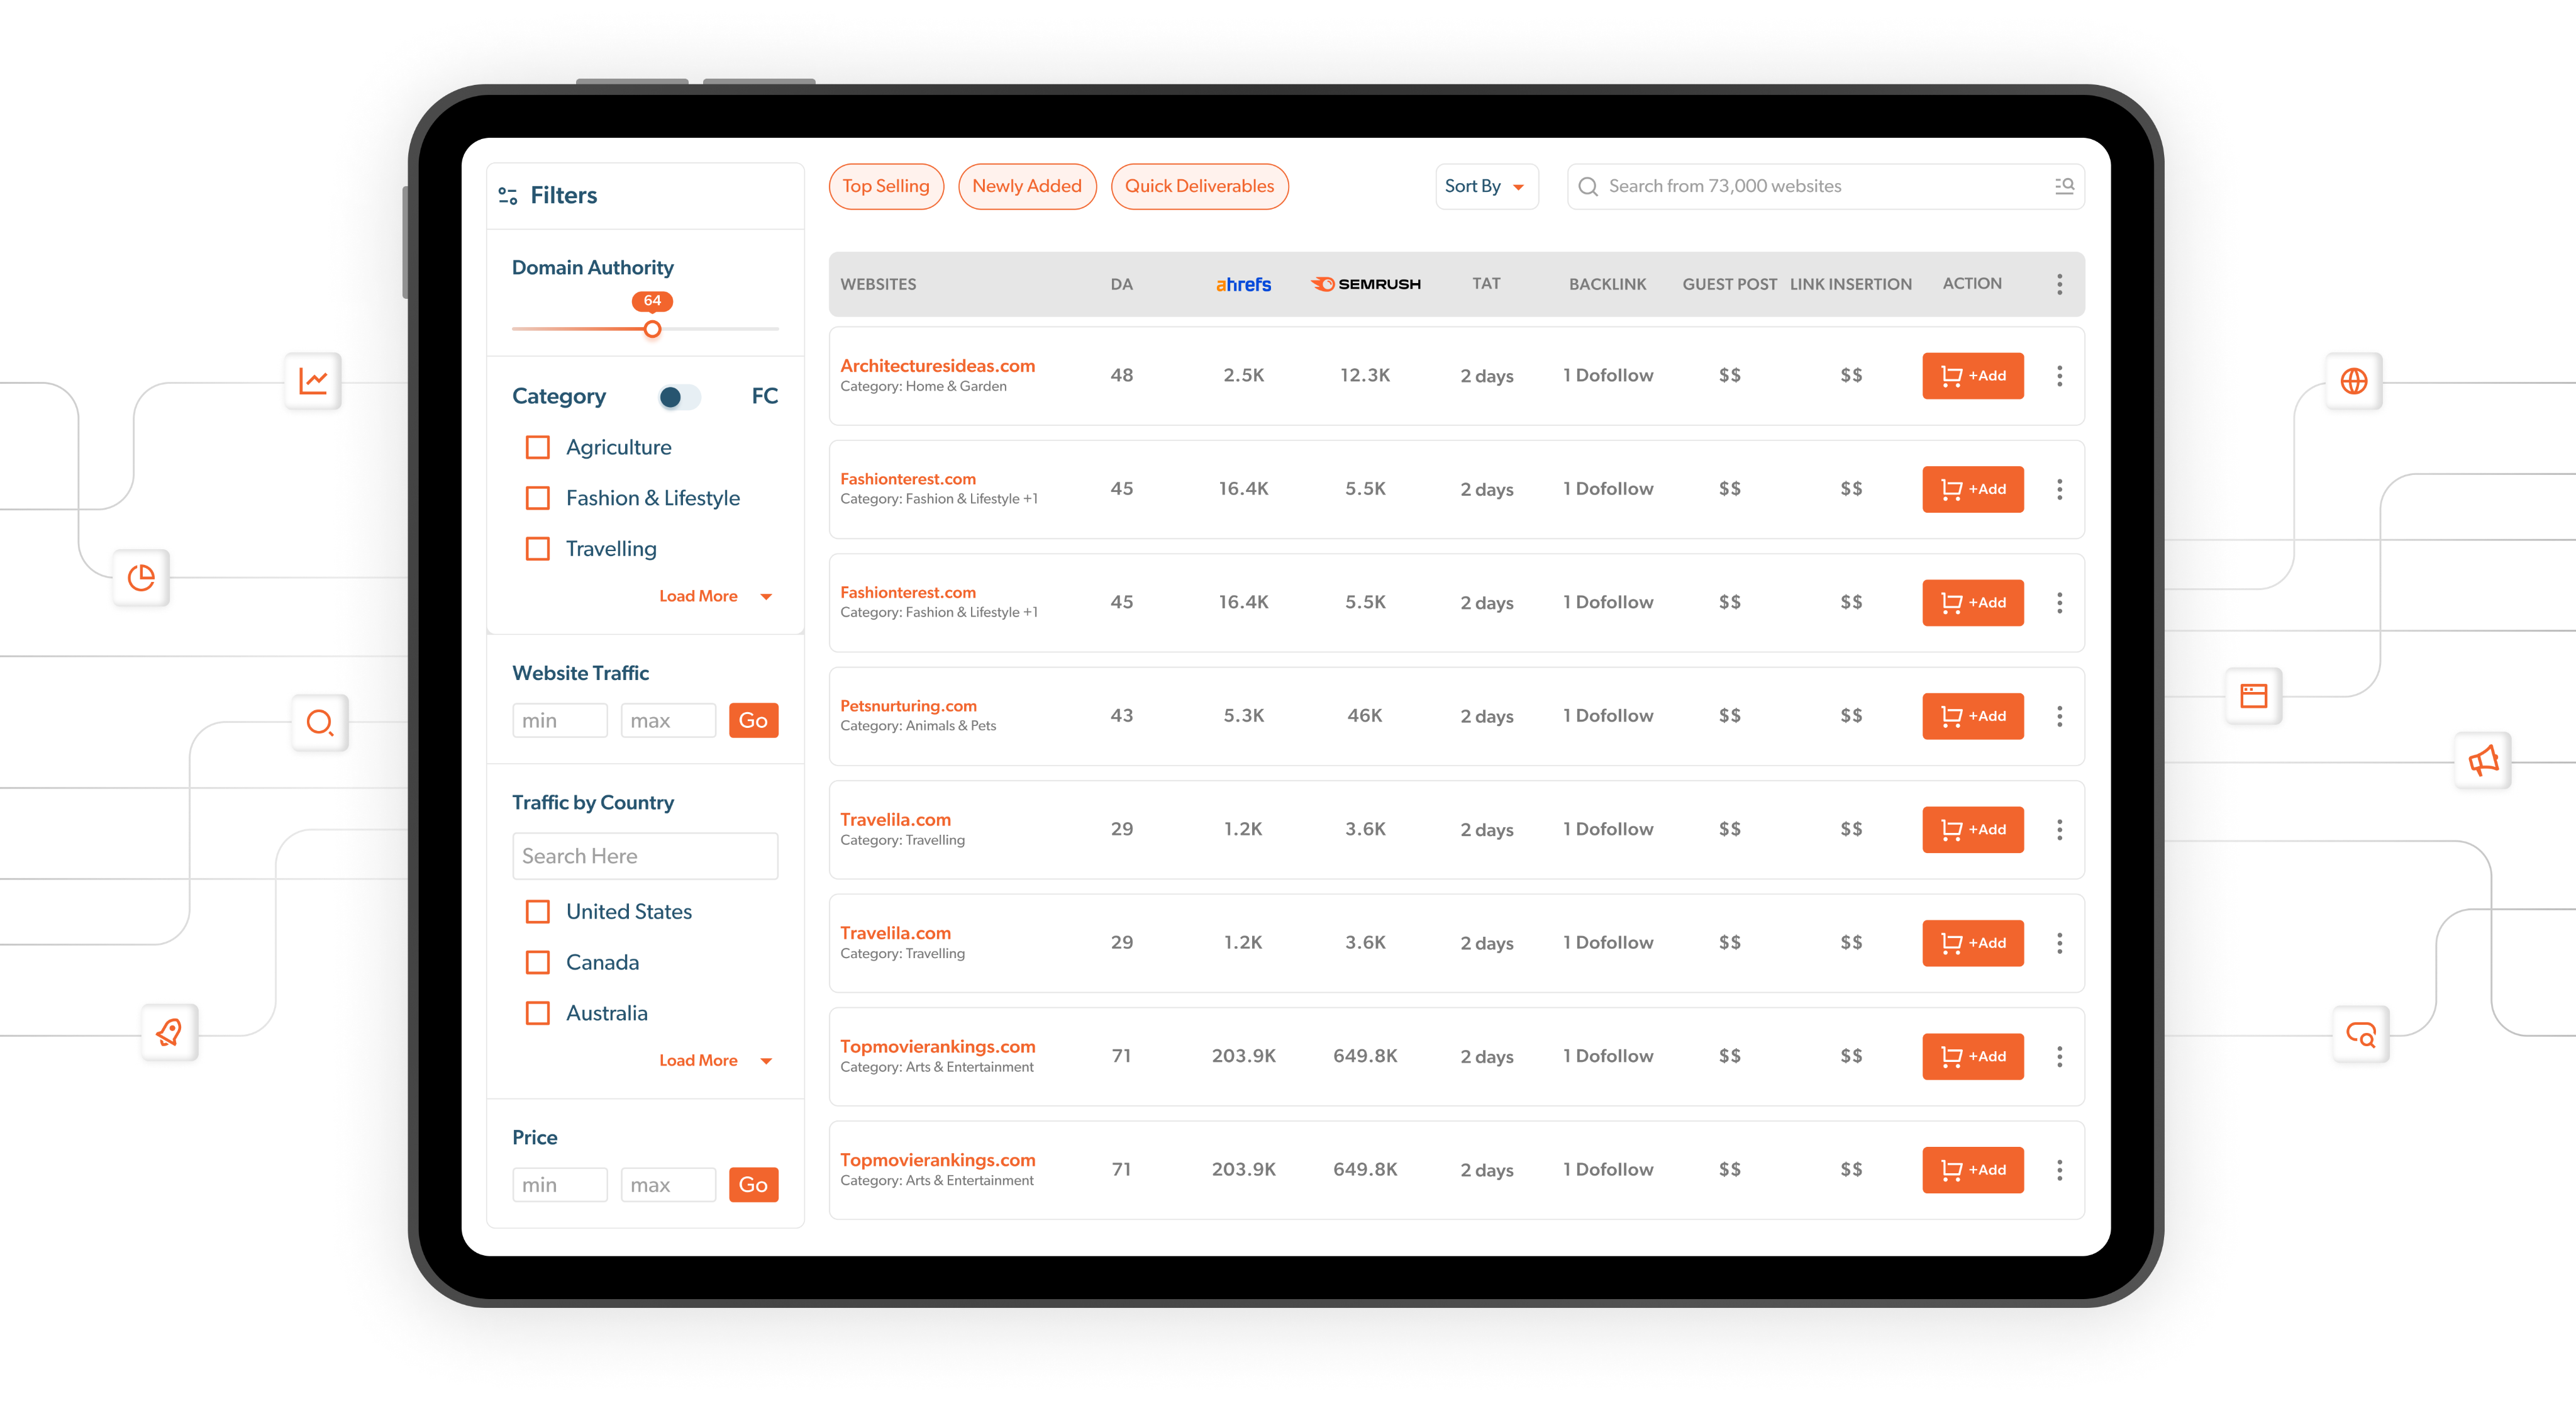 Filters
Domain Authority
64
Category FC
Agriculture
Fashion & Lifestyle
Travelling
Load More
Website Traffic
min max Go
Traffic by Country
Search Here
United States
Canada
Australia
Load More
Price
min max Go
Top Selling Newly Added Quick Deliverables Sort By Search from 73,000 websites
WEBSITES DA ahrefs SEMRUSH TAT BACKLINK GUEST POST LINK INSERTION ACTION
Architecturesideas.com
Category: Home & Garden
48 2.5K 12.3K 2 days 1 Dofollow $$ $$ +Add
Fashionterest.com
Category: Fashion & Lifestyle +1
45 16.4K 5.5K 2 days 1 Dofollow $$ $$ +Add
Fashionterest.com
Category: Fashion & Lifestyle +1
45 16.4K 5.5K 2 days 1 Dofollow $$ $$ +Add
Petsnurturing.com
Category: Animals & Pets
43 5.3K 46K 2 days 1 Dofollow $$ $$ +Add
Travelila.com
Category: Travelling
29 1.2K 3.6K 2 days 1 Dofollow $$ $$ +Add
Travelila.com
Category: Travelling
29 1.2K 3.6K 2 days 1 Dofollow $$ $$ +Add
Topmovierankings.com
Category: Arts & Entertainment
71 203.9K 649.8K 2 days 1 Dofollow $$ $$ +Add
Topmovierankings.com
Category: Arts & Entertainment
71 203.9K 649.8K 2 days 1 Dofollow $$ $$ +Add